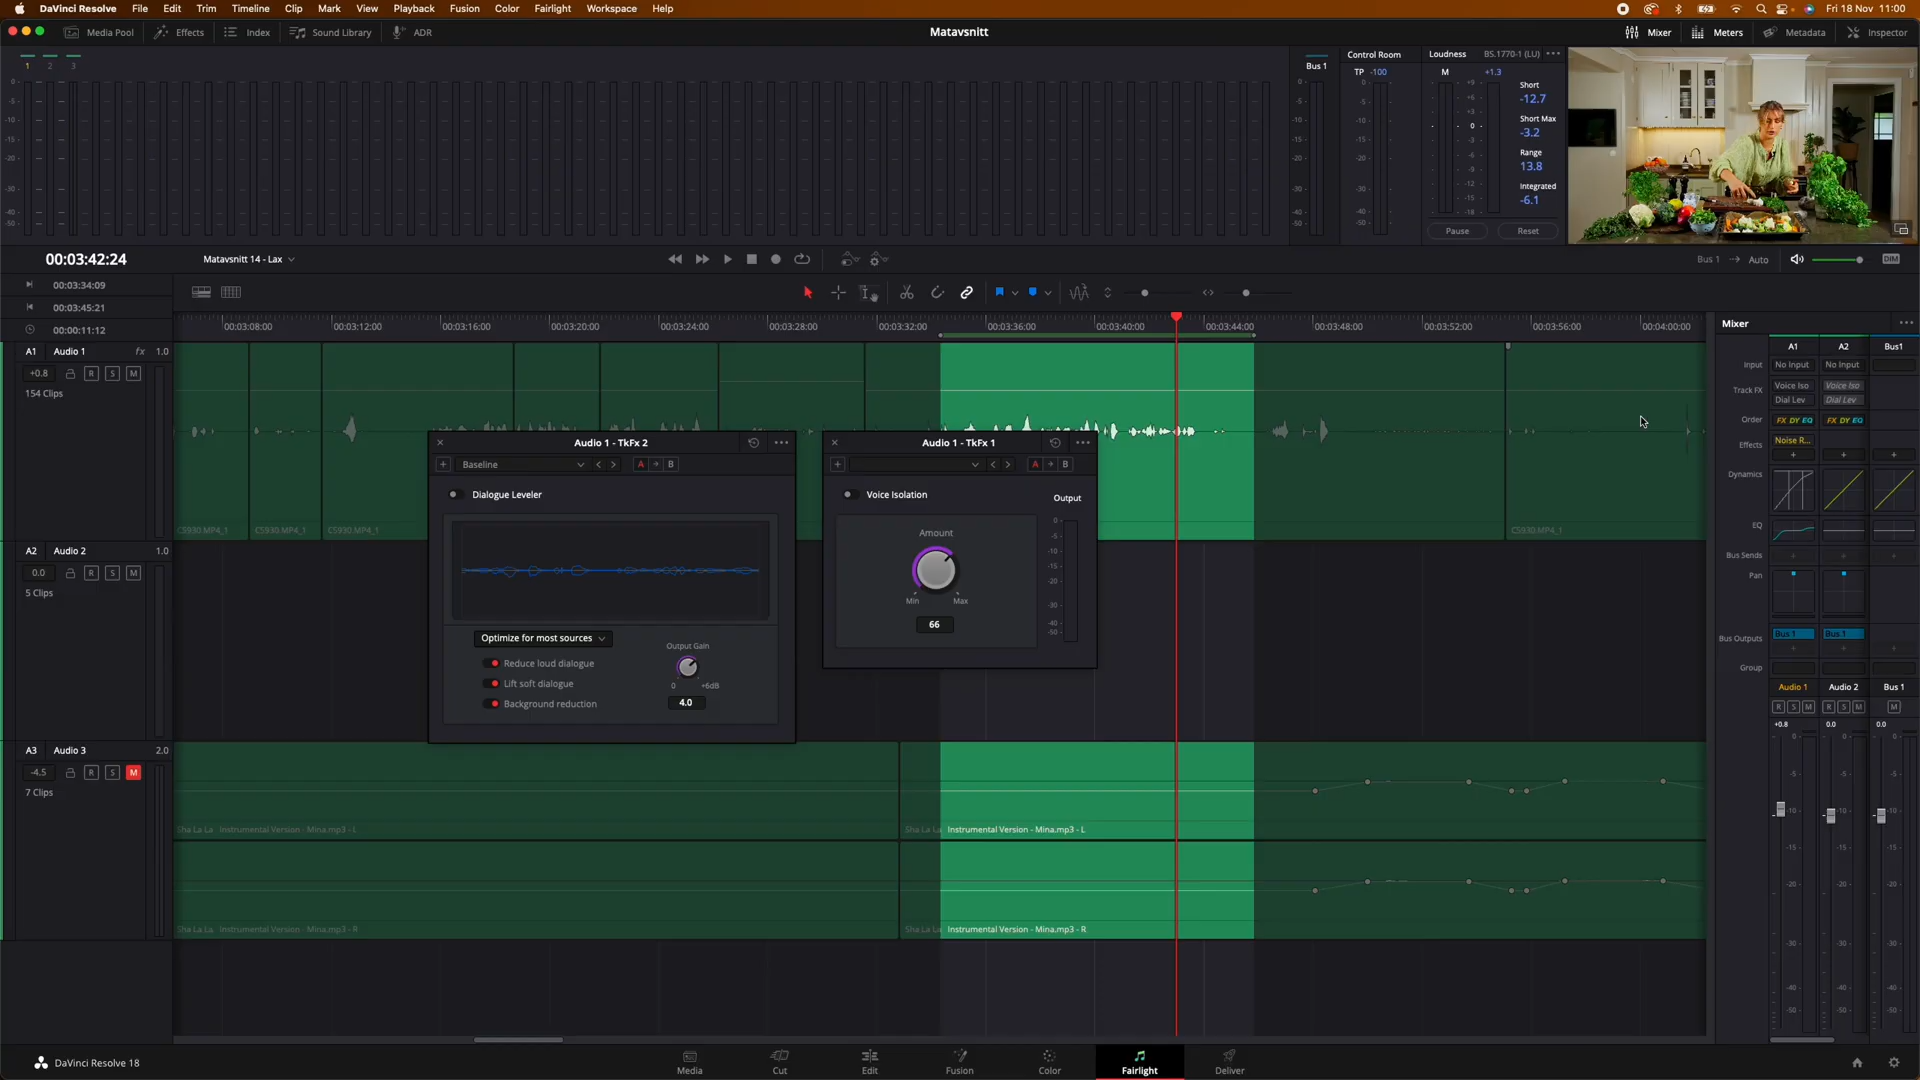 DaVinci Resolve File Edit Trim Timeline Clip Mark View Playback Fusion Color Fairlight Workspace Help Fri 18 Nov 11:00
Media Pool Effects Index Sound Library ADR Matavsnitt Mixer Meters Metadata Inspector
1 2 3
Bus 1
Control Room
TP -100
Loudness BS.1770-1 (LU)
M +1.3
Short
-12.7
Short Max
-3.2
Range
13.8
Integrated
-6.1
Pause Reset
00:03:42:24 Matavsnitt 14 - Lax Bus 1 Auto DIM
00:03:34:09
00:03:45:21
00:00:11:12
00:03:08:00 00:03:12:00 00:03:16:00 00:03:20:00 00:03:24:00 00:03:28:00 00:03:32:00 00:03:36:00 00:03:40:00 00:03:44:00 00:03:48:00 00:03:52:00 00:03:56:00 00:04:00:00
A1 Audio 1 fx 1.0
+0.8 R S M
154 Clips
C5930.MP4_1 C5930.MP4_1 C5930.MP4_1 C5930.MP4_1
Audio 1 - TkFx 2
Baseline A B
Dialogue Leveler
Optimize for most sources
Reduce loud dialogue
Lift soft dialogue
Background reduction
Output Gain
0 +6dB
4.0
Audio 1 - TkFx 1
A B
Voice Isolation
Output
Amount
Min Max
66
A2 Audio 2 1.0
0.0 R S M
5 Clips
A3 Audio 3 2.0
-4.5 R S M
7 Clips
Sha La La Instrumental Version - Mina.mp3 - L
Sha La La Instrumental Version - Mina.mp3 - L
Sha La La Instrumental Version - Mina.mp3 - R
Sha La La Instrumental Version - Mina.mp3 - R
Mixer
A1 A2 Bus1
Input No Input No Input
Track FX Voice Iso Voice Iso
Dial Lev Dial Lev
Order FX DY EQ FX DY EQ
Effects Noise R...
Dynamics
EQ
Bus Sends
Pan
Bus Outputs Bus 1 Bus 1
Group
Audio 1 Audio 2 Bus 1
R S M R S M M
+0.8 0.0 0.0
DaVinci Resolve 18
Media Cut Edit Fusion Color Fairlight Deliver